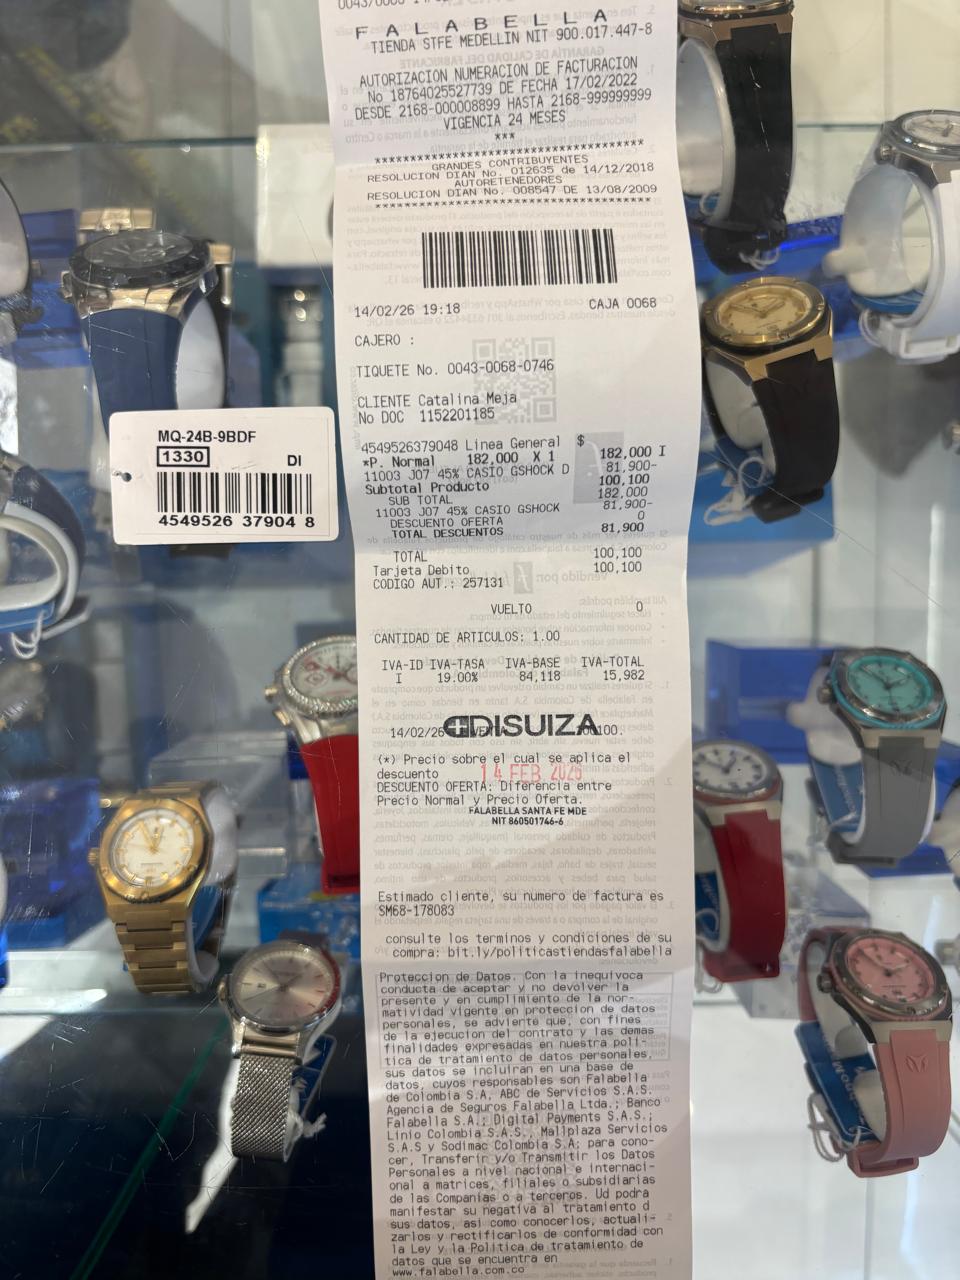 F A L A B E L L A
TIENDA STFE MEDELLIN NIT 900.017.447-8
AUTORIZACION NUMERACION DE FACTURACION
No 18764025527739 DE FECHA 17/02/2022
DESDE 2168-000008899 HASTA 2168-999999999
VIGENCIA 24 MESES
***
****************************************
GRANDES CONTRIBUYENTES
RESOLUCION DIAN No. 012635 de 14/12/2018
AUTORETENEDORES
RESOLUCION DIAN No. 008547 DE 13/08/2009
****************************************
14/02/26 19:18 CAJA 0068
CAJERO :
TIQUETE No. 0043-0068-0746
CLIENTE Catalina Meja
No DOC 1152201185
4549526379048 Linea General $ 182,000 I
*P. Normal 182,000 X 1
11003 J07 45% CASIO GSHOCK D 81,900-
Subtotal Producto 100,100
SUB TOTAL 182,000
11003 J07 45% CASIO GSHOCK 81,900-
DESCUENTO OFERTA 0
TOTAL DESCUENTOS 81,900
TOTAL 100,100
Tarjeta Debito 100,100
CODIGO AUT.: 257131
VUELTO 0
CANTIDAD DE ARTICULOS: 1.00
IVA-ID IVA-TASA IVA-BASE IVA-TOTAL
I 19.00% 84,118 15,982
14/02/26
DISUIZA
(*) Precio sobre el cual se aplica el
descuento
14 FEB 2026
DESCUENTO OFERTA: Diferencia entre
Precio Normal y Precio Oferta.
FALABELLA SANTA FE MDE
NIT 860501746-6
Estimado cliente, su numero de factura es
SM68-178083
consulte los terminos y condiciones de su
compra: bit.ly/politicastiendasfalabella
Proteccion de Datos. Con la inequivoca
conducta de aceptar y no devolver la
presente y en cumplimiento de la nor-
matividad vigente en proteccion de datos
personales, se advierte que, con fines
de la ejecucion del contrato y las demas
finalidades expresadas en nuestra poli-
tica de tratamiento de datos personales,
sus datos se incluiran en una base de
datos, cuyos responsables son Falabella
de Colombia S.A, ABC de Servicios S.A.S.
Agencia de Seguros Falabella Ltda.; Banco
Falabella S.A.; Digital Payments S.A.S.;
Linio Colombia S.A.S., Mallplaza Servicios
S.A.S y Sodimac Colombia S.A; para cono-
cer, Transferir y/o Transmitir los Datos
Personales a nivel nacional e internaci-
onal a matrices, filiales o subsidiarias
de las Companias o a terceros. Ud podra
manifestar su negativa al tratamiento d
sus datos, asi como conocerlos, actuali-
zarlos y rectificarlos de conformidad con
la Ley y la Politica de tratamiento de
datos que se encuentra en
www.falabella.com.co
MQ-24B-9BDF
1330 DI
4549526 37904 8